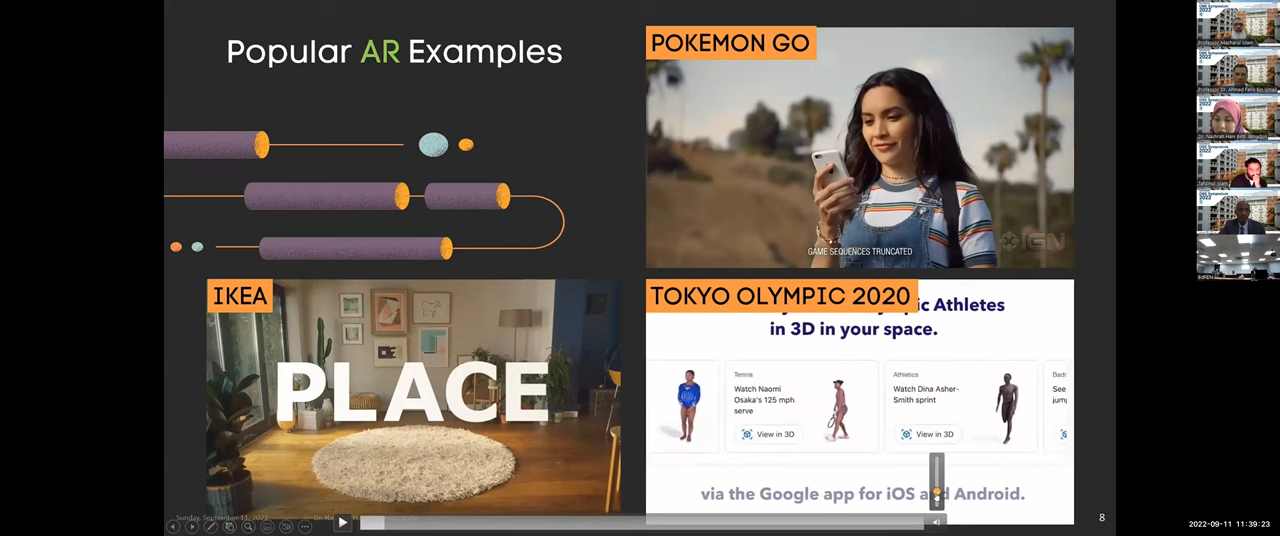 Popular AR Examples
POKEMON GO
GAME SEQUENCES TRUNCATED
IGN
IKEA
PLACE
TOKYO OLYMPIC 2020
ic Athletes
in 3D in your space.
Tennis
Watch Naomi
Osaka's 125 mph
serve
View in 3D
Athletics
Watch Dina Asher-
Smith sprint
View in 3D
See
via the Google app for iOS and Android.
Sunday, September 11, 2022
8
2022-09-11 11:39:23